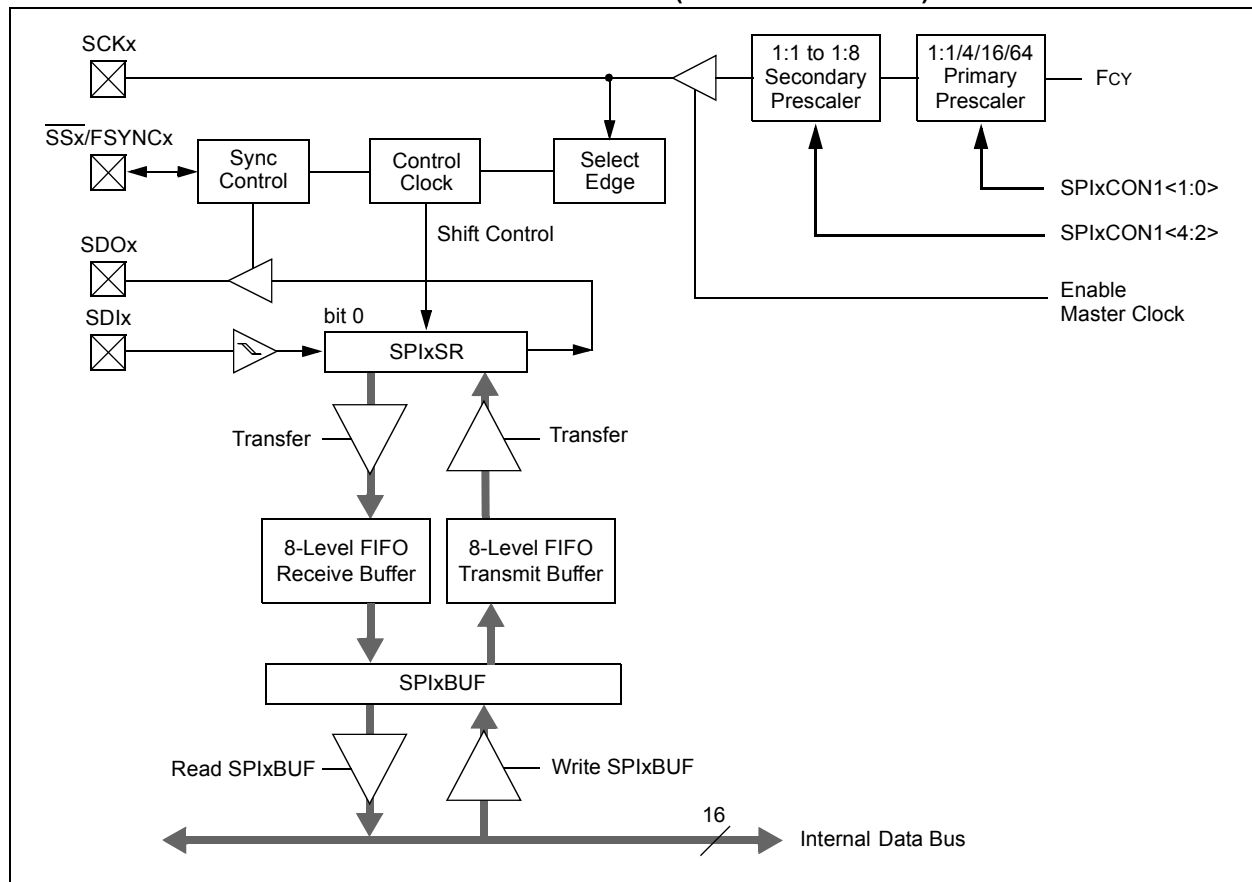 SCKx
1:1 to 1:8
Secondary
Prescaler
1:1/4/16/64
Primary
Prescaler
FCY
SSx/FSYNCx
Sync
Control
Control
Clock
Select
Edge
SPIxCON1<1:0>
Shift Control
SPIxCON1<4:2>
SDOx
Enable
Master Clock
SDIx
bit 0
SPIxSR
Transfer
Transfer
8-Level FIFO
Receive Buffer
8-Level FIFO
Transmit Buffer
SPIxBUF
Read SPIxBUF
Write SPIxBUF
16
Internal Data Bus